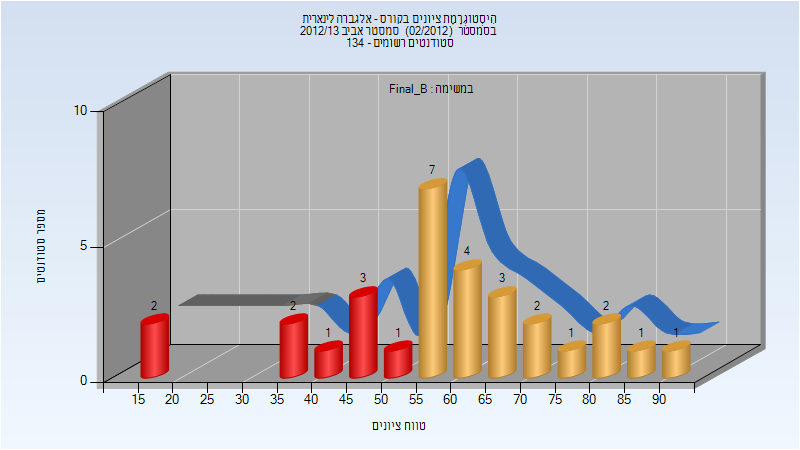 היסטוגרמת ציונים בקורס - אלגברה לינארית
בסמסטר (02/2012) סמסטר אביב 2012/13
סטודנטים רשומים - 134
במשימה : Final_B
10
5
0
מספר סטודנטים
2
2
1
3
1
7
4
3
2
1
2
1
1
15 20 25 30 35 40 45 50 55 60 65 70 75 80 85 90
טווח ציונים